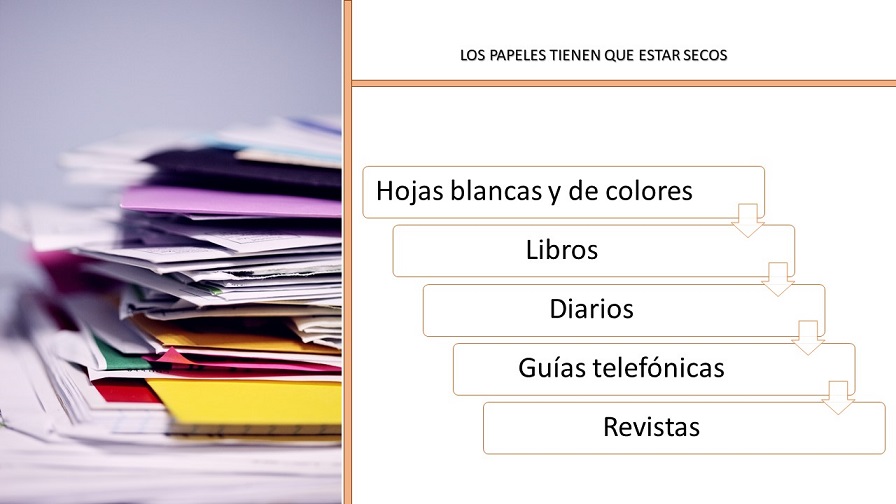 LOS PAPELES TIENEN QUE ESTAR SECOS
Hojas blancas y de colores
Libros
Diarios
Guías telefónicas
Revistas